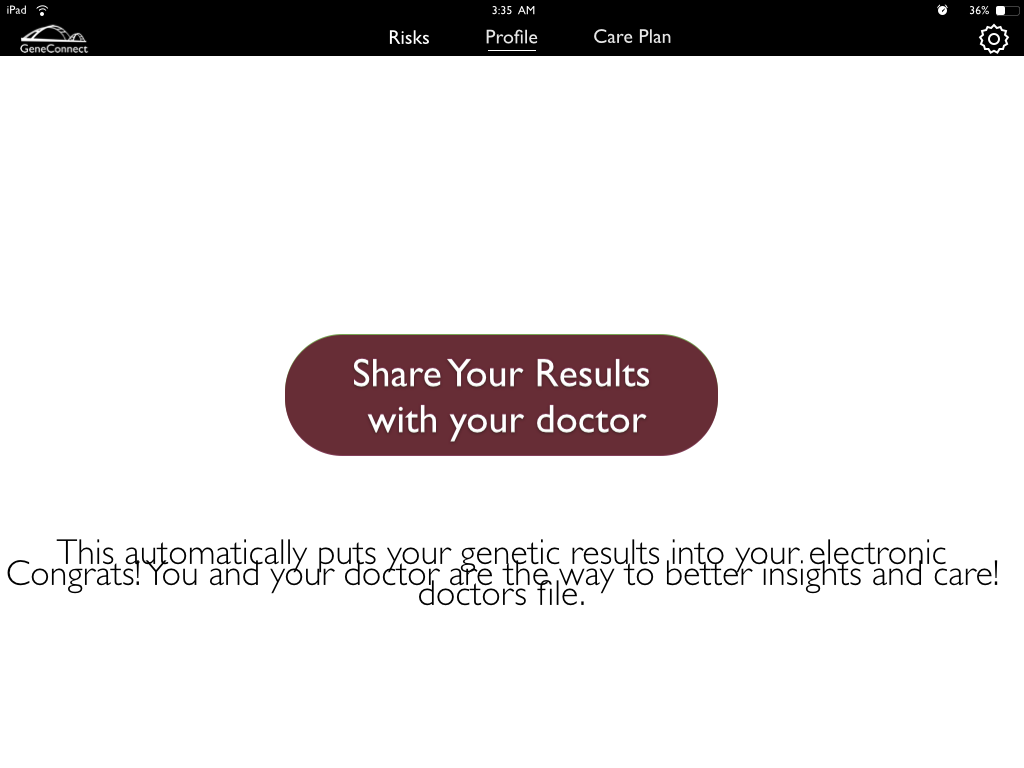 iPad
3:35 AM
36%
GeneConnect
Risks
Profile
Care Plan
Share Your Results
with your doctor
This automatically puts your genetic results into your electronic
Congrats! You and your doctor are the way to better insights and care!
doctors file.